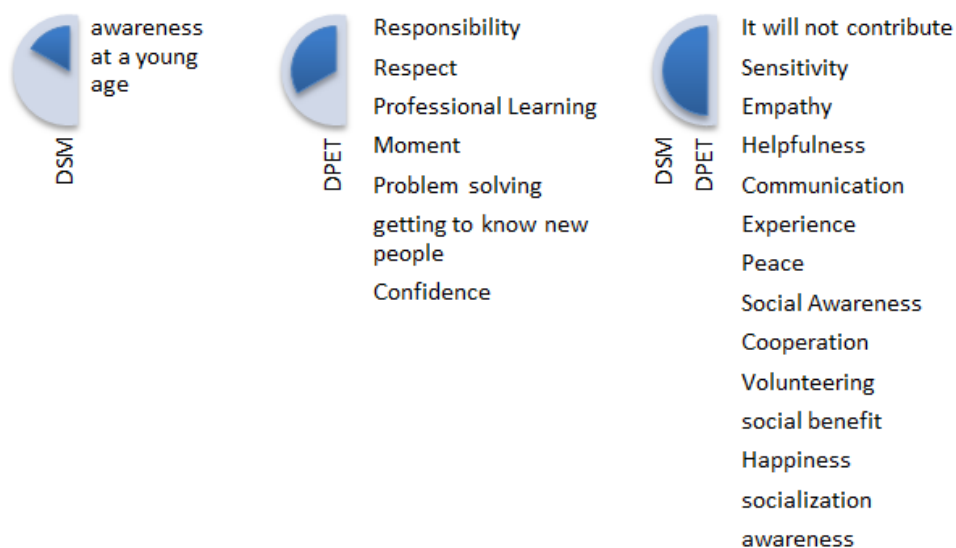 awareness
at a young
age
DSM
Responsibility
Respect
Professional Learning
Moment
Problem solving
getting to know new
people
Confidence
DPET
It will not contribute
Sensitivity
Empathy
Helpfulness
Communication
Experience
Peace
Social Awareness
Cooperation
Volunteering
social benefit
Happiness
socialization
awareness
DSM
DPET